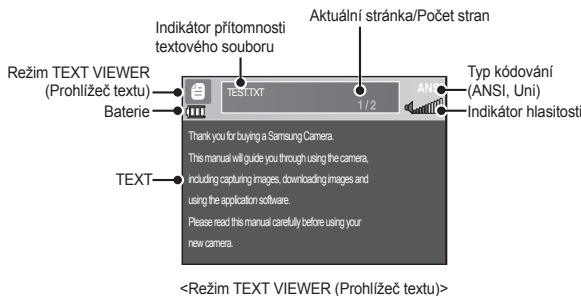 Indikátor přítomnosti
textového souboru
Aktuální stránka/Počet stran
Režim TEXT VIEWER
(Prohlížeč textu)
Baterie
TEXT
Typ kódování
(ANSI, Uni)
Indikátor hlasitosti
TEST.TXT
ANSI
1 / 2
Thank you for buying a Samsung Camera.
This manual will guide you through using the camera,
including capturing images, downloading images and
using the application software.
Please read this manual carefully before using your
new camera.
<Režim TEXT VIEWER (Prohlížeč textu)>